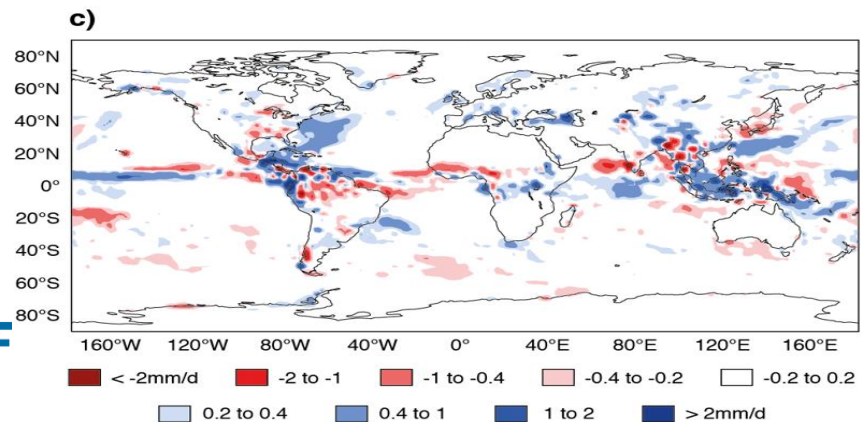 c)
80°N
60°N
40°N
20°N
0°
20°S
40°S
60°S
80°S
160°W 120°W 80°W 40°W 0° 40°E 80°E 120°E 160°E
< -2mm/d -2 to -1 -1 to -0.4 -0.4 to -0.2 -0.2 to 0.2
0.2 to 0.4 0.4 to 1 1 to 2 > 2mm/d